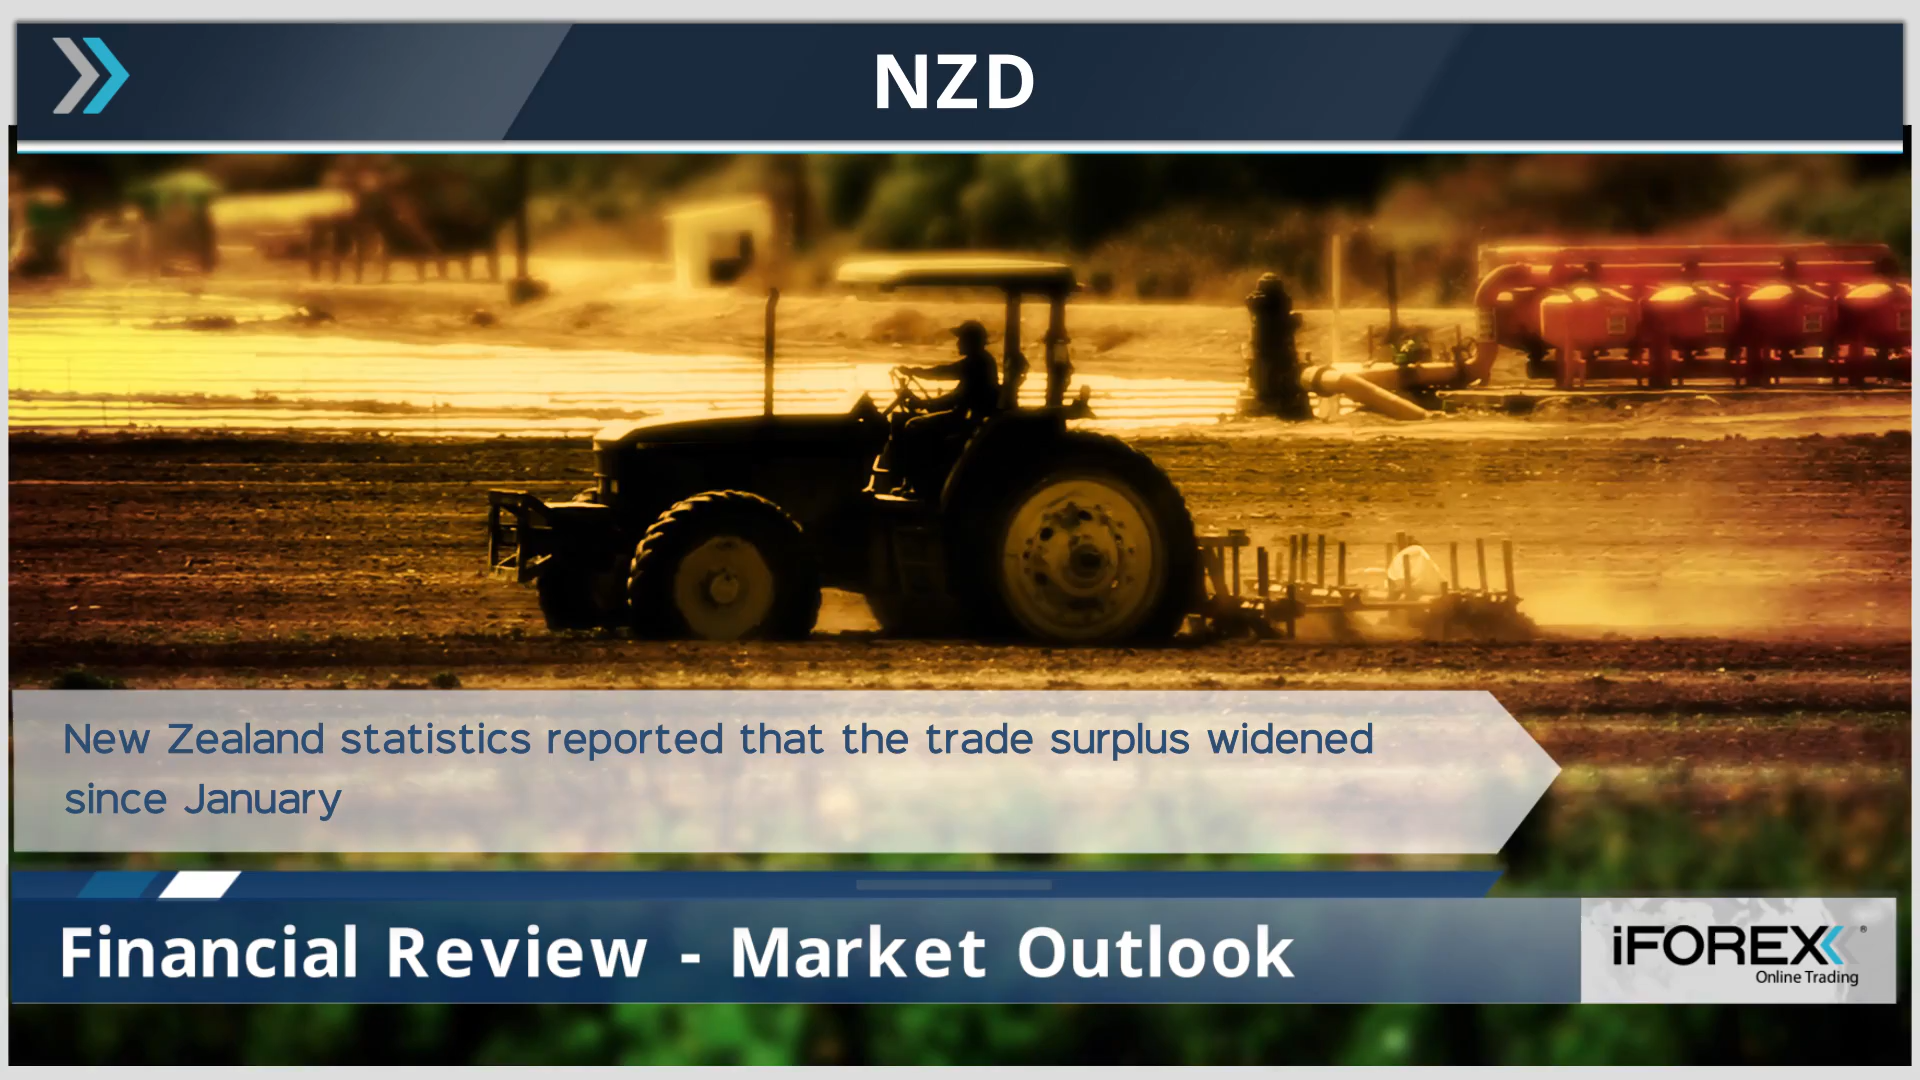 NZD
New Zealand statistics reported that the trade surplus widened
since January
Financial Review - Market Outlook
iFOREX®
Online Trading